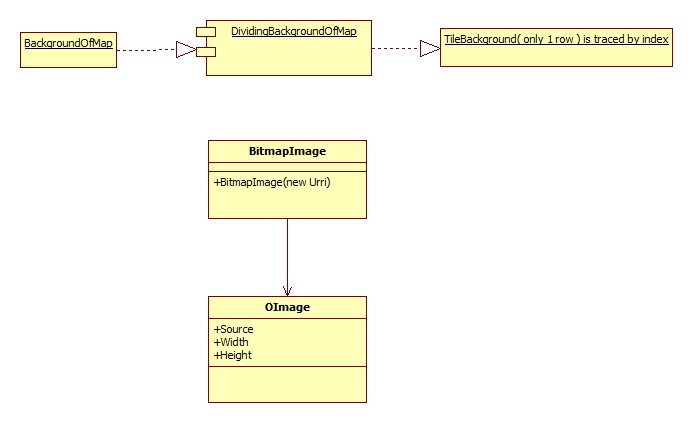 BackgroundOfMap
DividingBackgroundOfMap
TileBackground( only 1 row ) is traced by index
BitmapImage
+BitmapImage(new Urri)
OImage
+Source
+Width
+Height